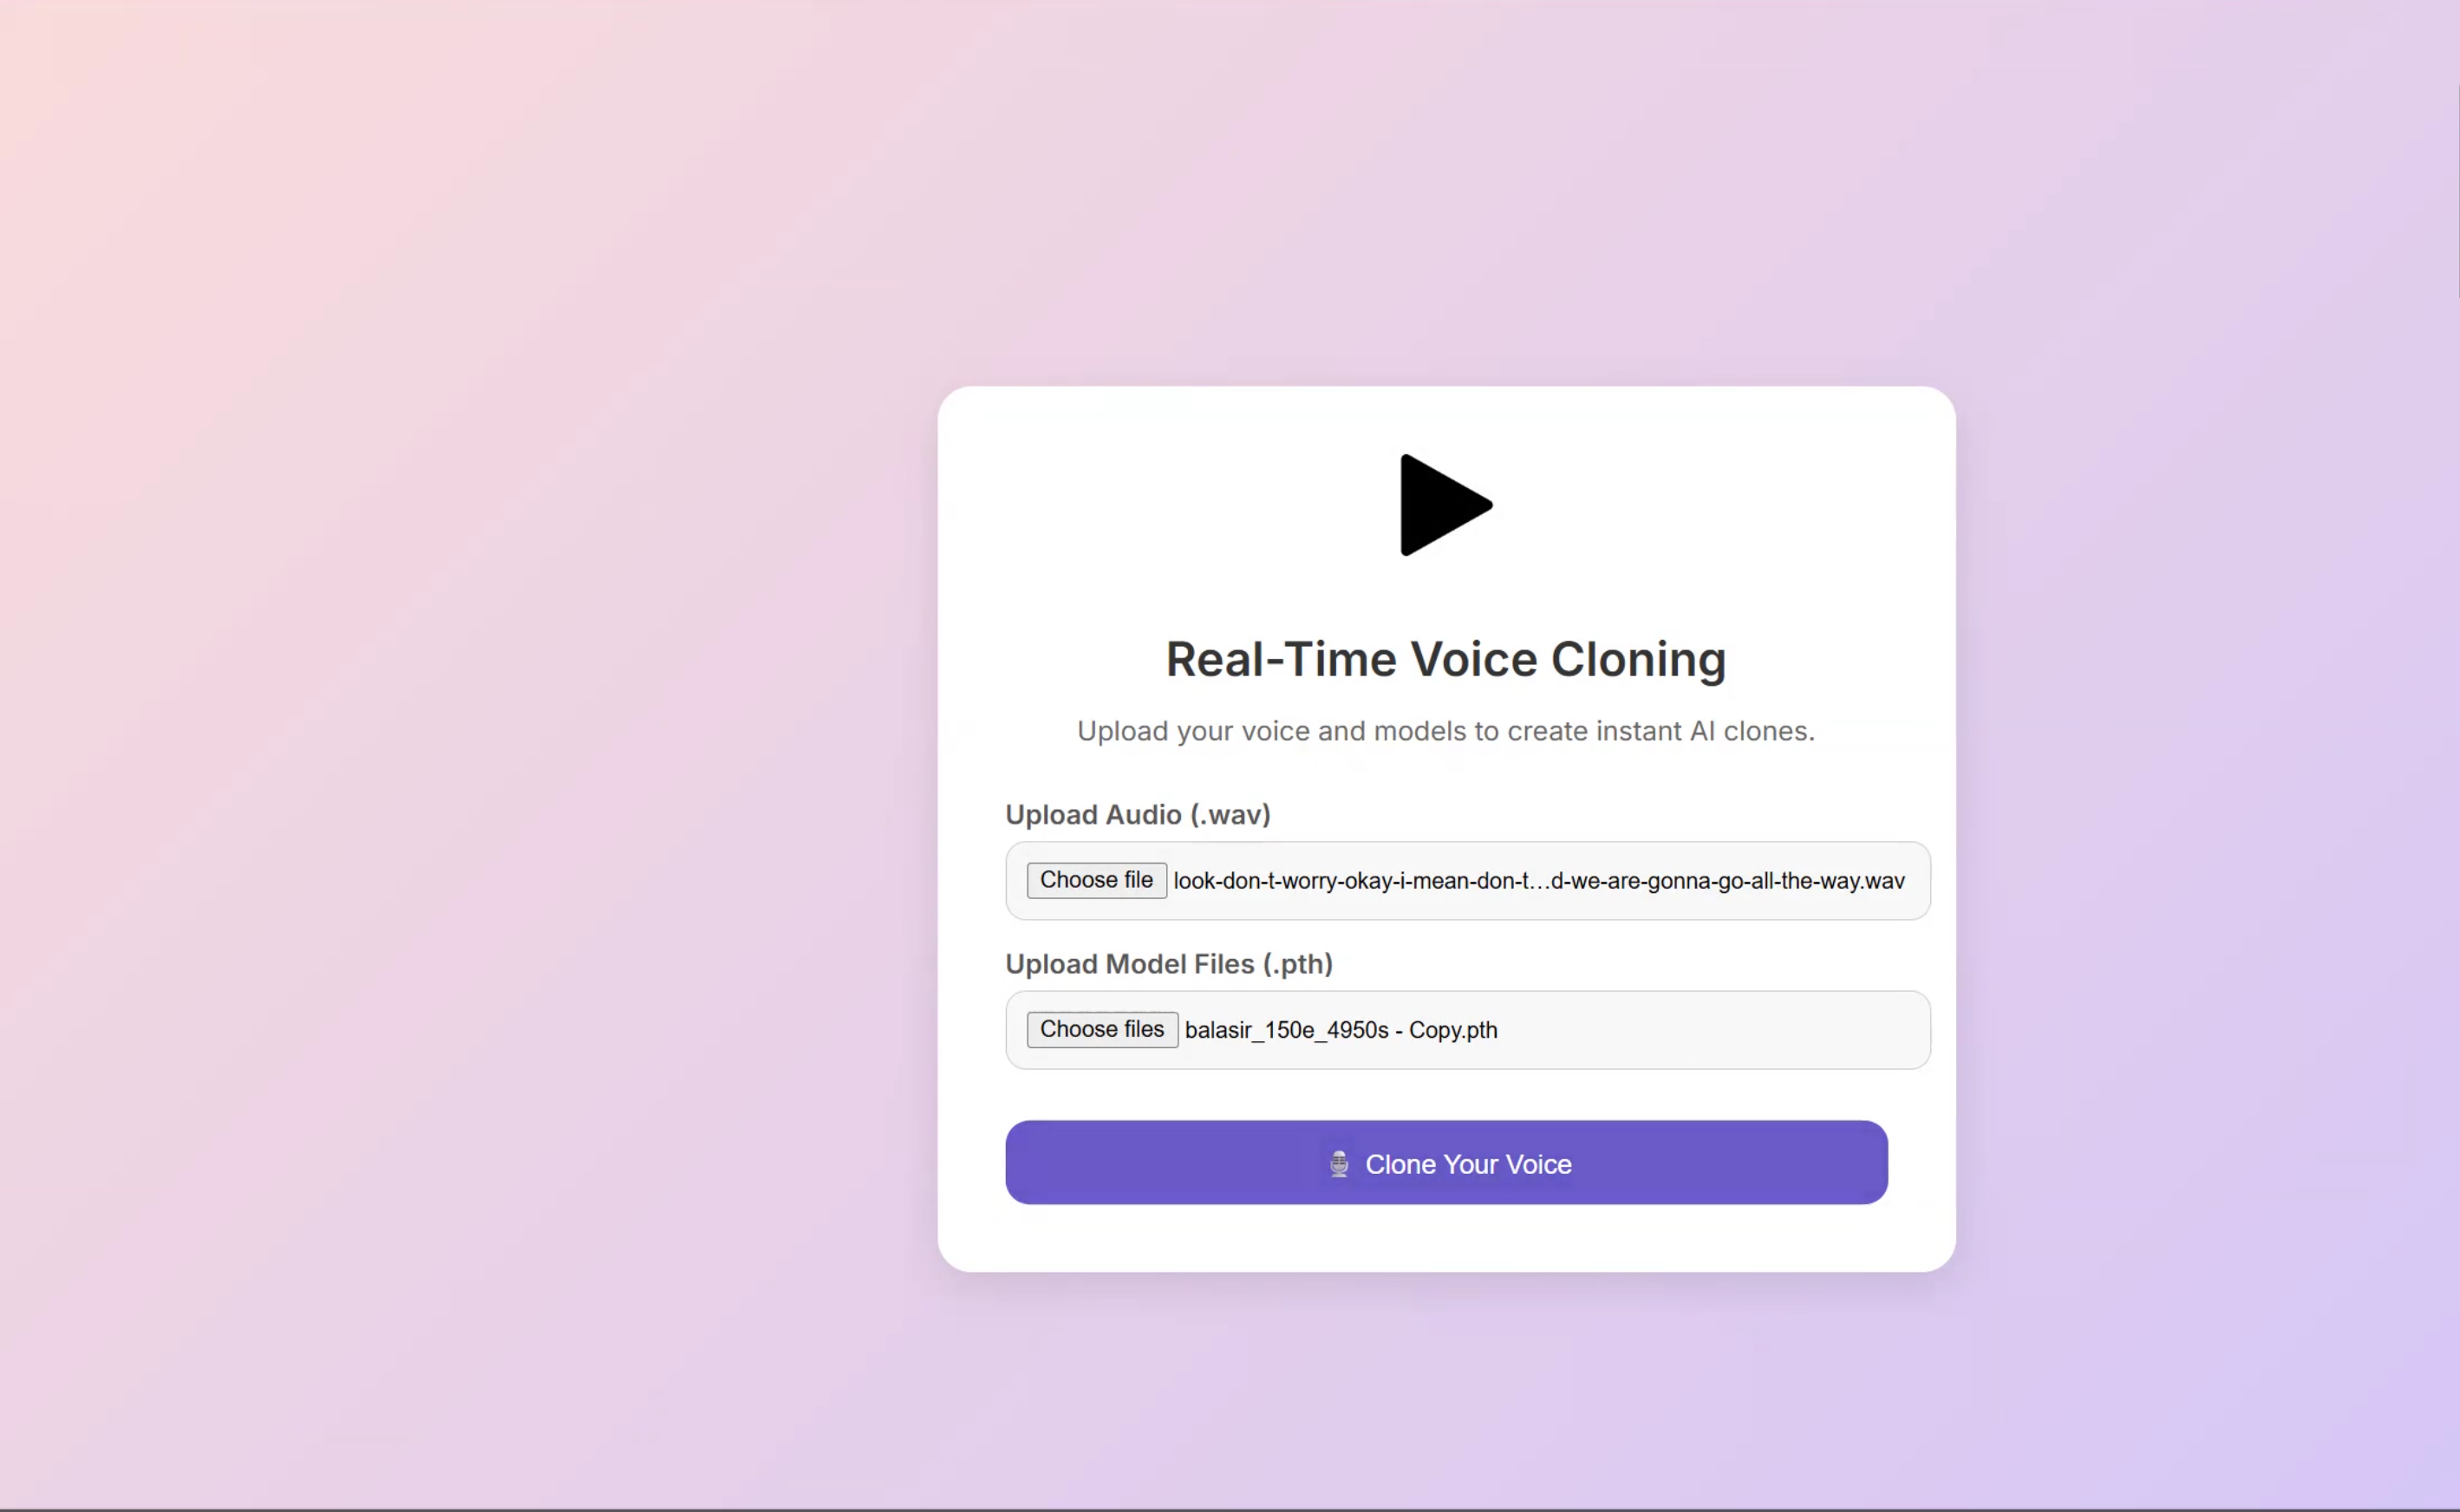 Real-Time Voice Cloning
Upload your voice and models to create instant AI clones.
Upload Audio (.wav)
Choose file look-don-t-worry-okay-i-mean-don-t…d-we-are-gonna-go-all-the-way.wav
Upload Model Files (.pth)
Choose files balasir_150e_4950s - Copy.pth
🎙️ Clone Your Voice